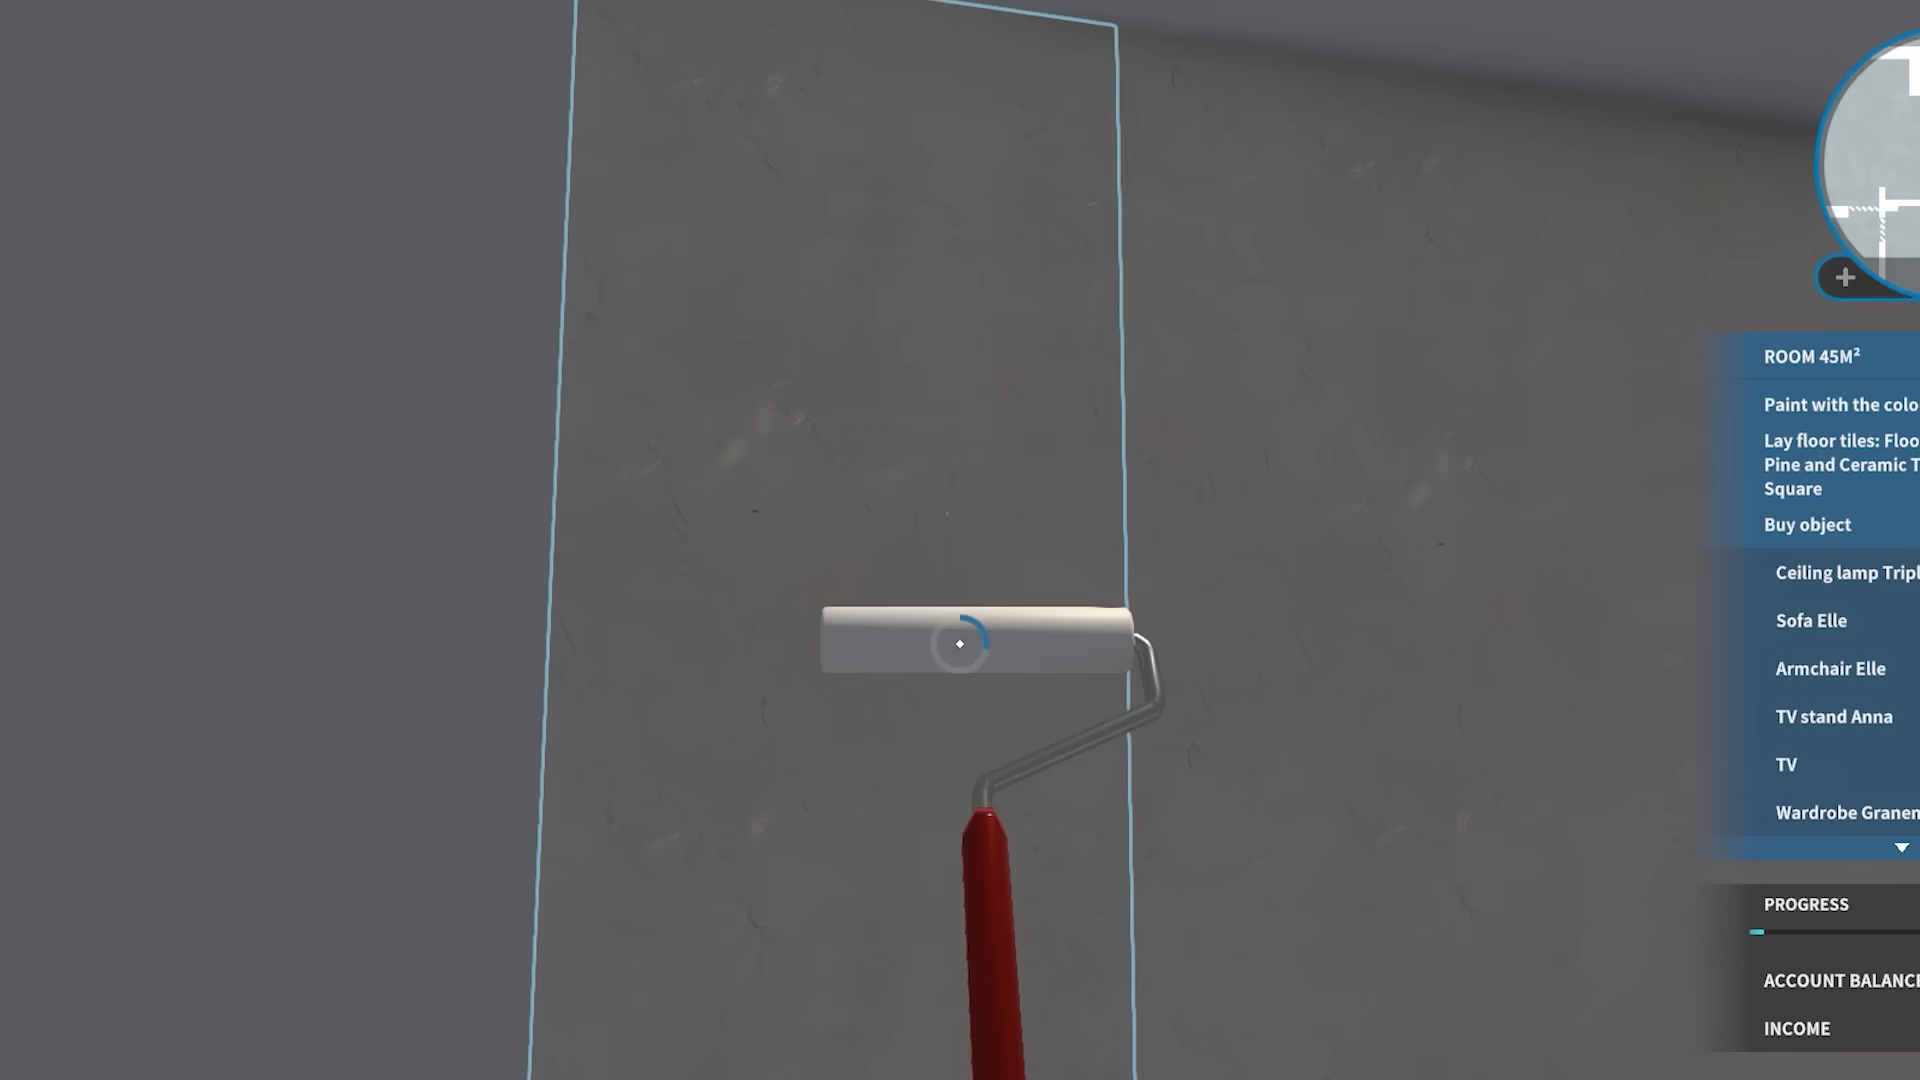 ROOM 45M²
Paint with the colo
Lay floor tiles: Floo
Pine and Ceramic T
Square
Buy object
Ceiling lamp Tripl
Sofa Elle
Armchair Elle
TV stand Anna
TV
Wardrobe Granen
PROGRESS
ACCOUNT BALANCE
INCOME